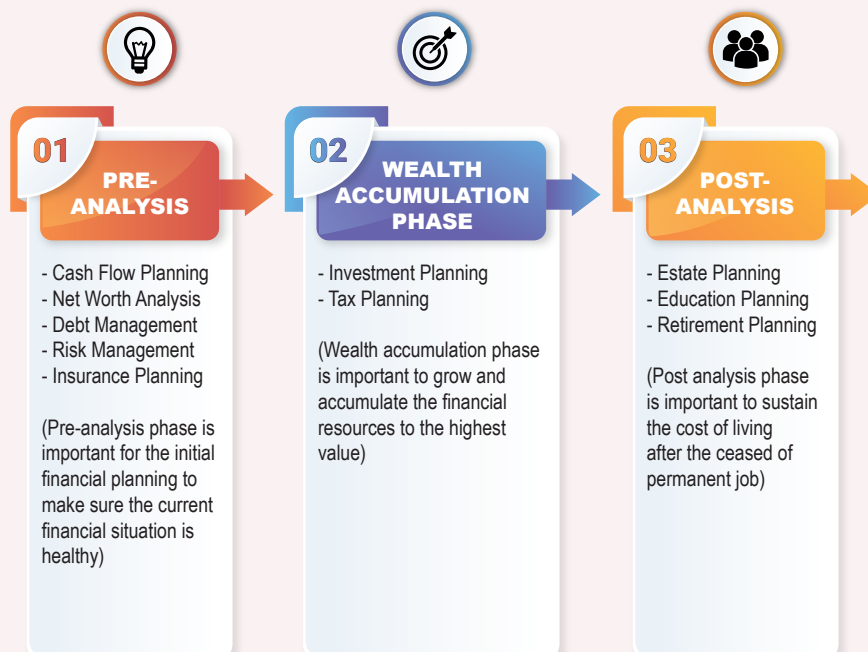 01
PRE-
ANALYSIS
- Cash Flow Planning
- Net Worth Analysis
- Debt Management
- Risk Management
- Insurance Planning
(Pre-analysis phase is
important for the initial
financial planning to
make sure the current
financial situation is
healthy)
02
WEALTH
ACCUMULATION
PHASE
- Investment Planning
- Tax Planning
(Wealth accumulation phase
is important to grow and
accumulate the financial
resources to the highest
value)
03
POST-
ANALYSIS
- Estate Planning
- Education Planning
- Retirement Planning
(Post analysis phase
is important to sustain
the cost of living
after the ceased of
permanent job)